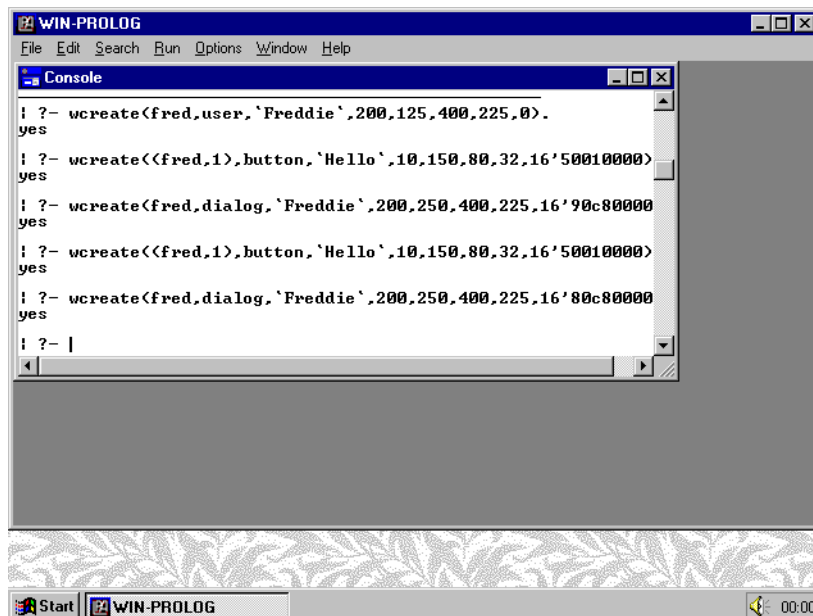 WIN-PROLOG
File Edit Search Run Options Window Help
Console
| ?- wcreate(fred,user,`Freddie`,200,125,400,225,0).
yes
| ?- wcreate((fred,1),button,`Hello`,10,150,80,32,16'50010000)
yes
| ?- wcreate(fred,dialog,`Freddie`,200,250,400,225,16'90c80000
yes
| ?- wcreate((fred,1),button,`Hello`,10,150,80,32,16'50010000)
yes
| ?- wcreate(fred,dialog,`Freddie`,200,250,400,225,16'80c80000
yes
| ?- |
Start WIN-PROLOG 00:00